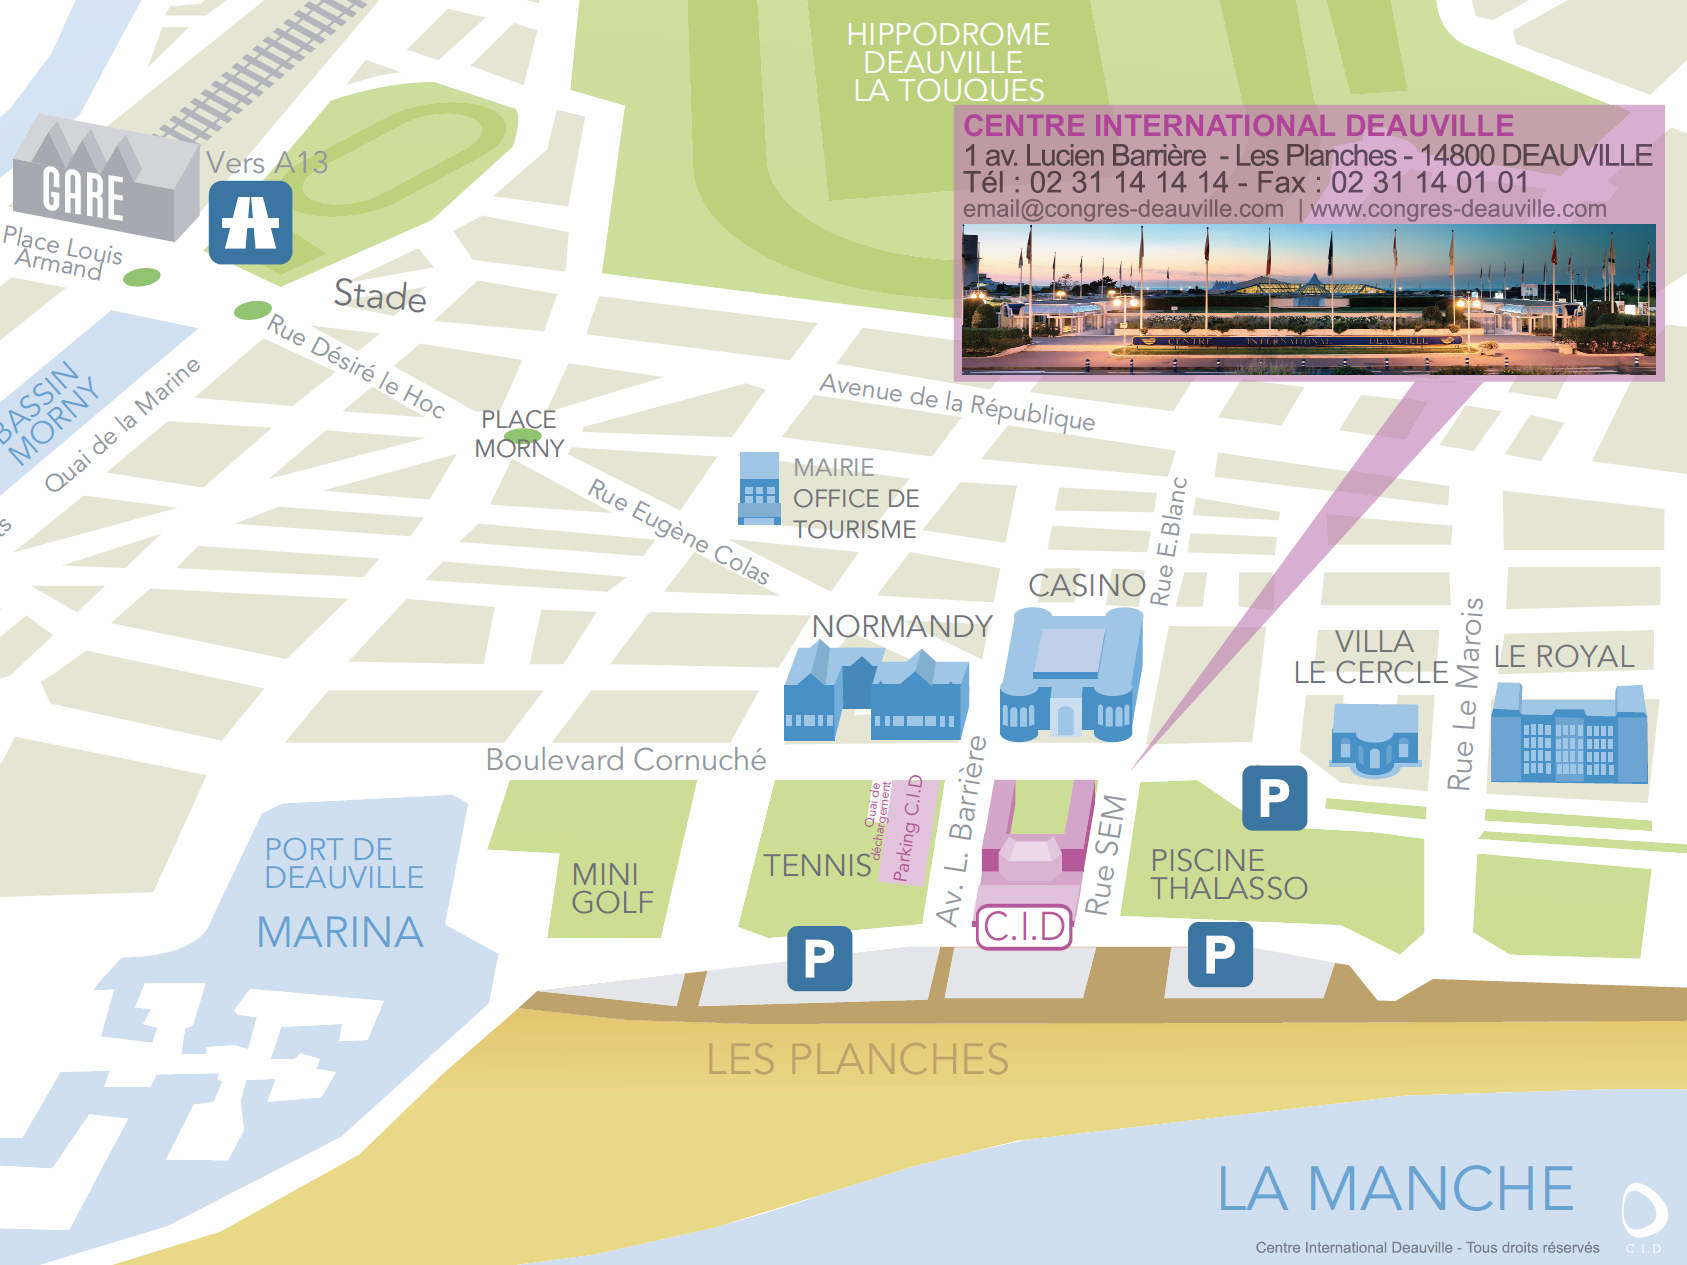 HIPPODROME
DEAUVILLE
LA TOUQUES
CENTRE INTERNATIONAL DEAUVILLE
1 av. Lucien Barrière - Les Planches - 14800 DEAUVILLE
Tél : 02 31 14 14 14 - Fax : 02 31 14 01 01
email@congres-deauville.com | www.congres-deauville.com
CENTRE INTERNATIONAL DEAUVILLE
GARE
Vers A13
Place Louis
Armand
Stade
Rue Désiré le Hoc
BASSIN
MORNY
Quai de la Marine
PLACE
MORNY
Avenue de la République
MAIRIE
OFFICE DE
TOURISME
Rue Eugène Colas
Rue E.Blanc
CASINO
NORMANDY
VILLA
LE CERCLE
Rue Le Marois
LE ROYAL
Boulevard Cornuché
Quai de
déchargement
Parking C.I.D
Av. L. Barrière
Rue SEM
P
PORT DE
DEAUVILLE
MARINA
MINI
GOLF
TENNIS
PISCINE
THALASSO
C.I.D
P
P
LES PLANCHES
LA MANCHE
Centre International Deauville - Tous droits réservés
C.I.D